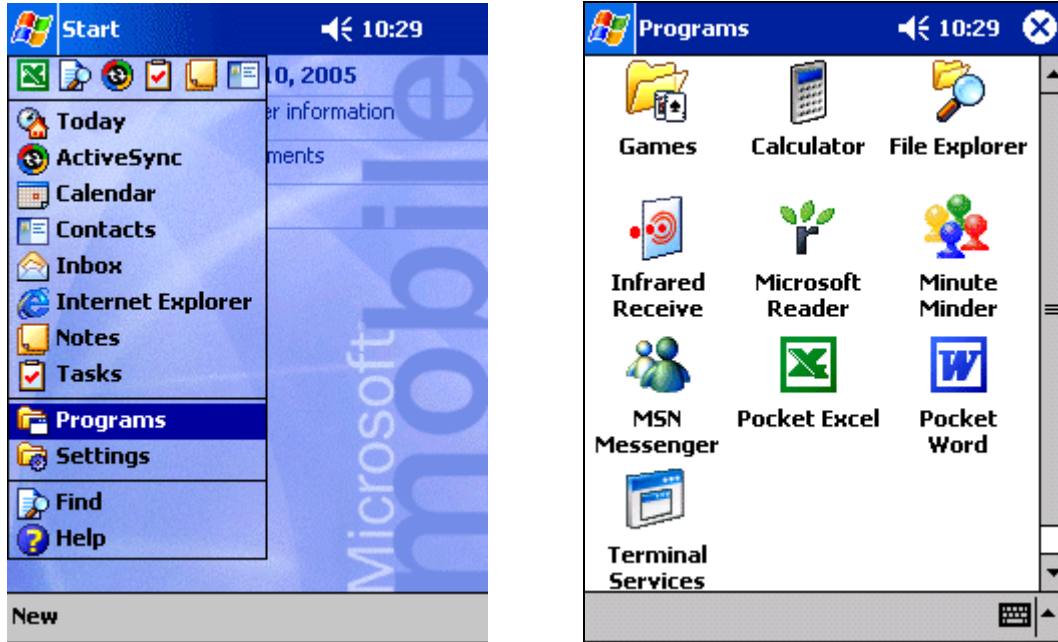 Start 10:29
10, 2005
er information
ments
Today
ActiveSync
Calendar
Contacts
Inbox
Internet Explorer
Notes
Tasks
Programs
Settings
Find
Help
Microsoft
mobile
New
Programs 10:29
Games Calculator File Explorer
Infrared Microsoft Minute
Receive Reader Minder
MSN Pocket Excel Pocket
Messenger Word
Terminal
Services